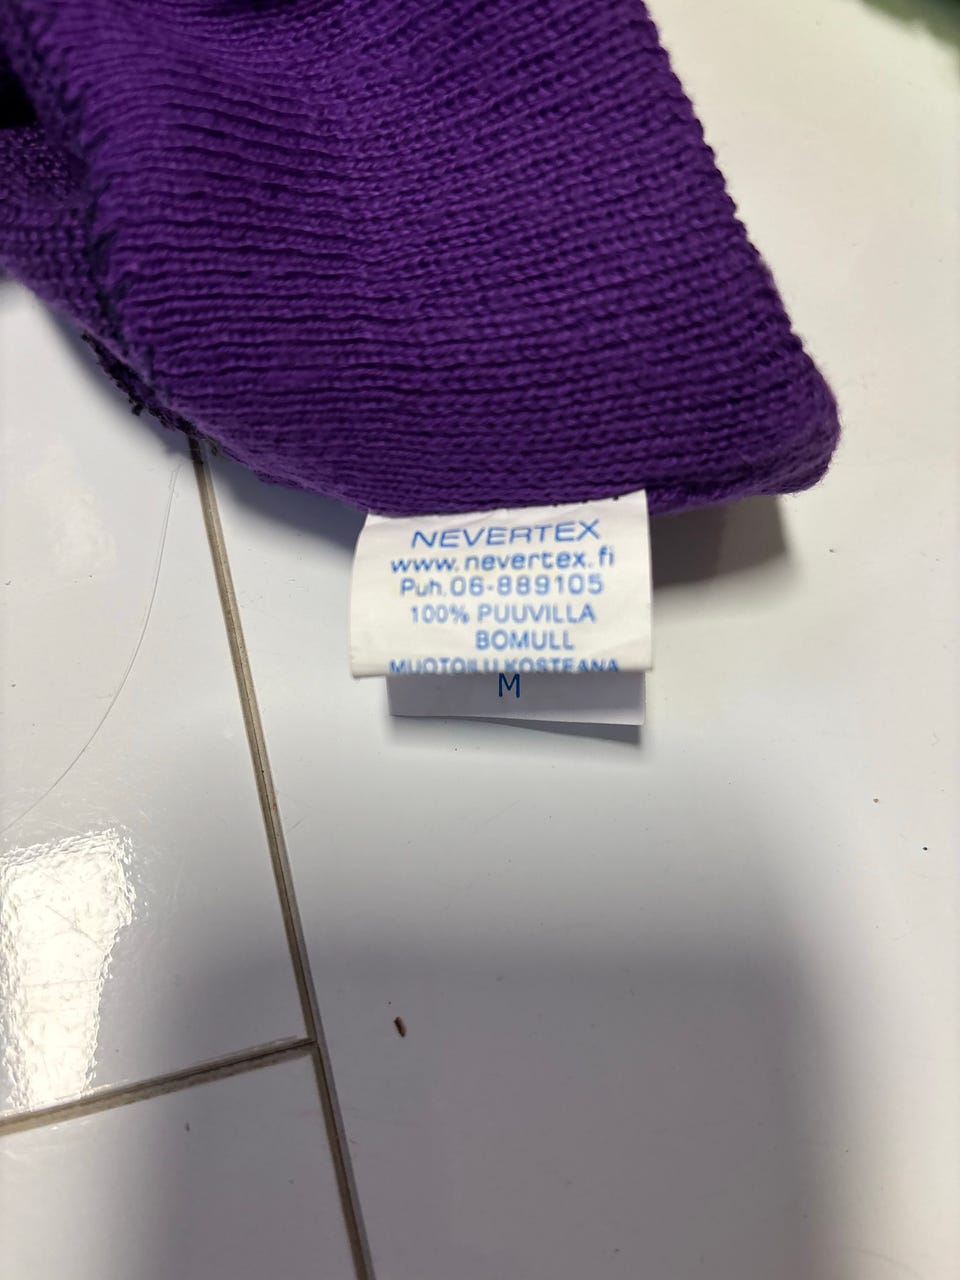 NEVERTEX
www.nevertex.fi
Puh.06-889105
100% PUUVILLA
BOMULL
MUOTOILU KOSTEANA
M